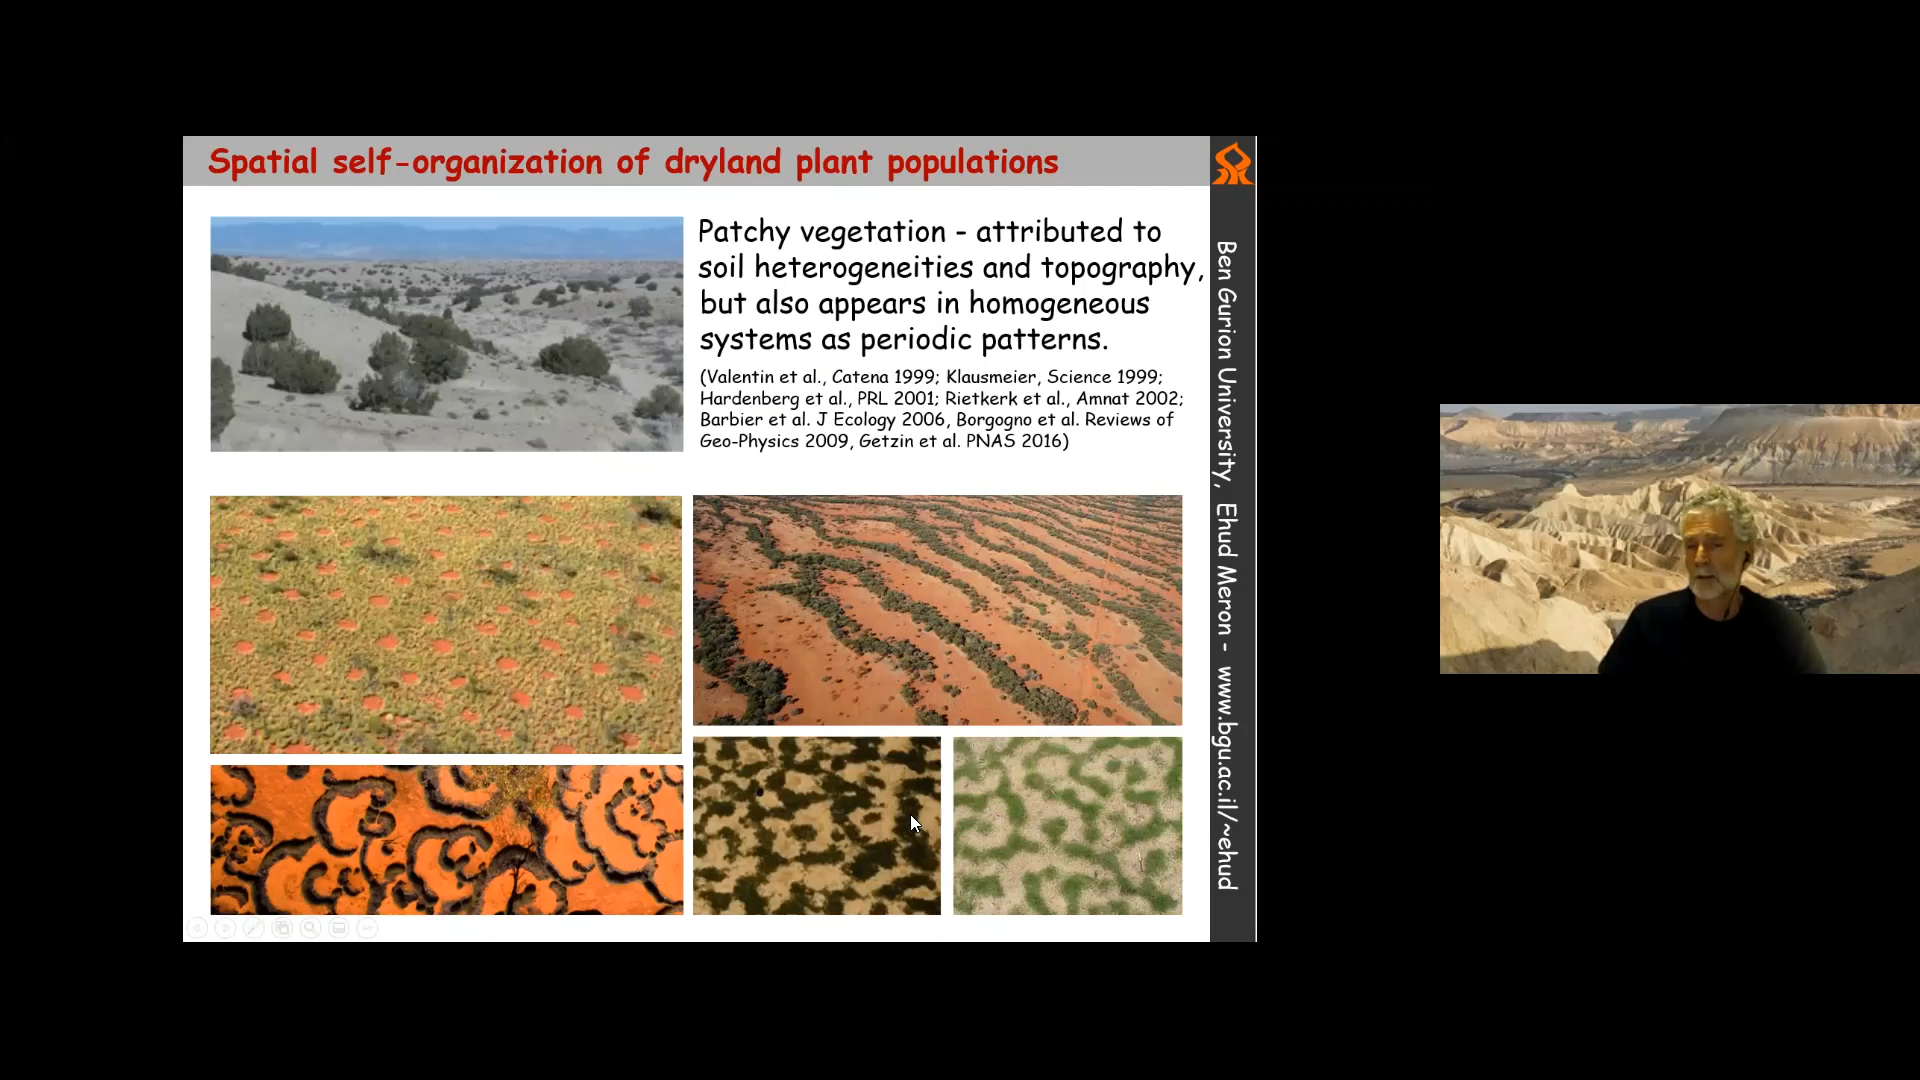 Spatial self-organization of dryland plant populations
Patchy vegetation - attributed to
soil heterogeneities and topography,
but also appears in homogeneous
systems as periodic patterns.
(Valentin et al., Catena 1999; Klausmeier, Science 1999;
Hardenberg et al., PRL 2001; Rietkerk et al., Amnat 2002;
Barbier et al. J Ecology 2006, Borgogno et al. Reviews of
Geo-Physics 2009, Getzin et al. PNAS 2016)
Ben Gurion University, Ehud Meron - www.bgu.ac.il/~ehud